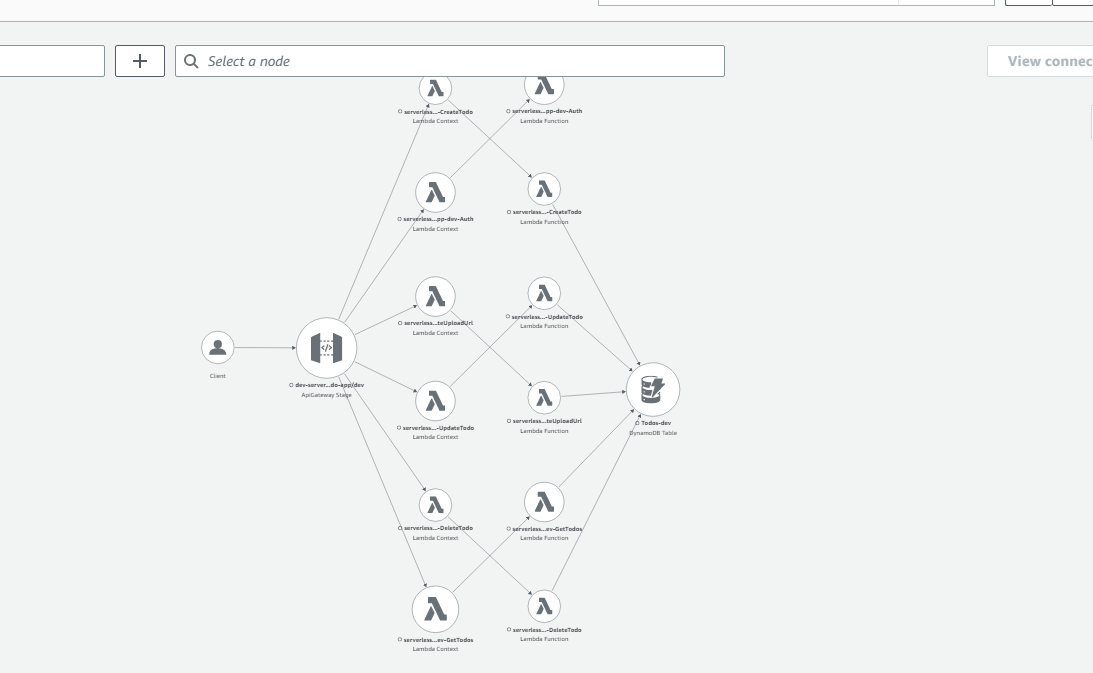 Select a node
View connec
serverless...-CreateTodo
Lambda Context
serverless...pp-dev-Auth
Lambda Function
serverless...pp-dev-Auth
Lambda Context
serverless...-CreateTodo
Lambda Function
serverless...teUploadUrl
Lambda Context
serverless...-UpdateTodo
Lambda Function
Client
dev-server...do-app/dev
ApiGateway Stage
serverless...-UpdateTodo
Lambda Context
serverless...teUploadUrl
Lambda Function
Todos-dev
DynamoDB Table
serverless...-DeleteTodo
Lambda Context
serverless...ev-GetTodos
Lambda Function
serverless...ev-GetTodos
Lambda Context
serverless...-DeleteTodo
Lambda Function